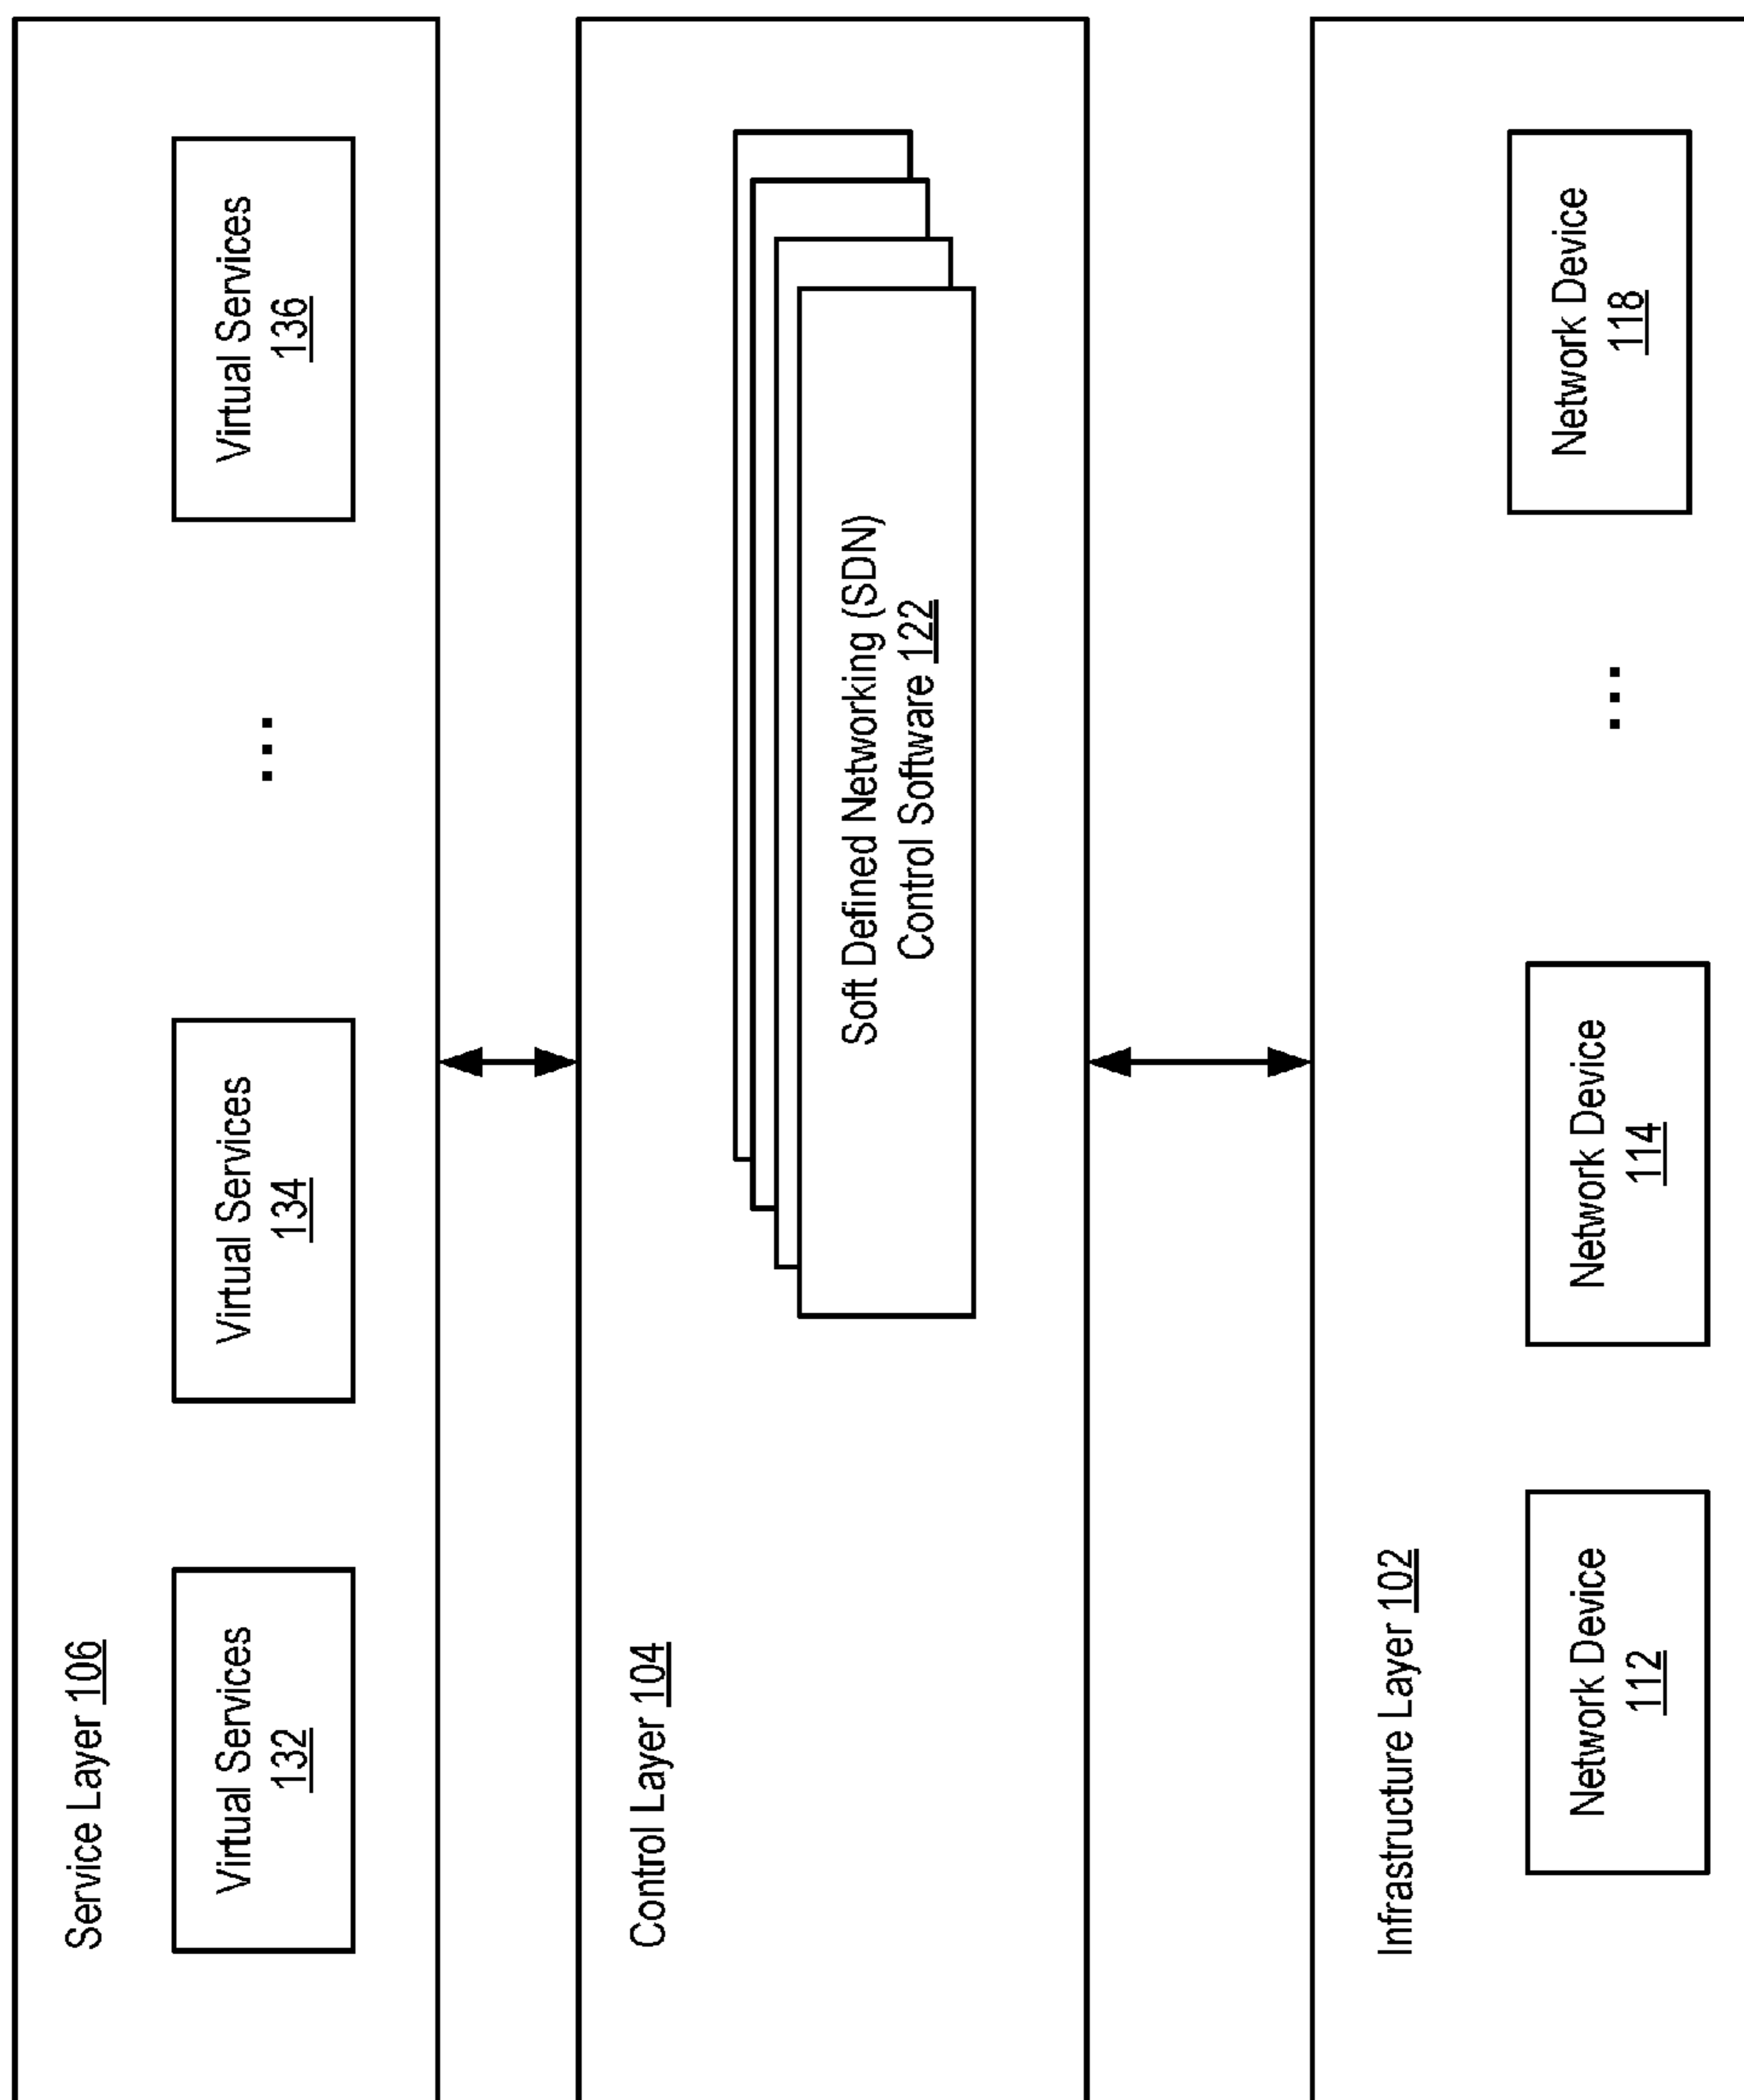 Service Layer 106
Virtual Services
132
Virtual Services
134
...
Virtual Services
136
Control Layer 104
Soft Defined Networking (SDN)
Control Software 122
Infrastructure Layer 102
Network Device
112
Network Device
114
...
Network Device
118